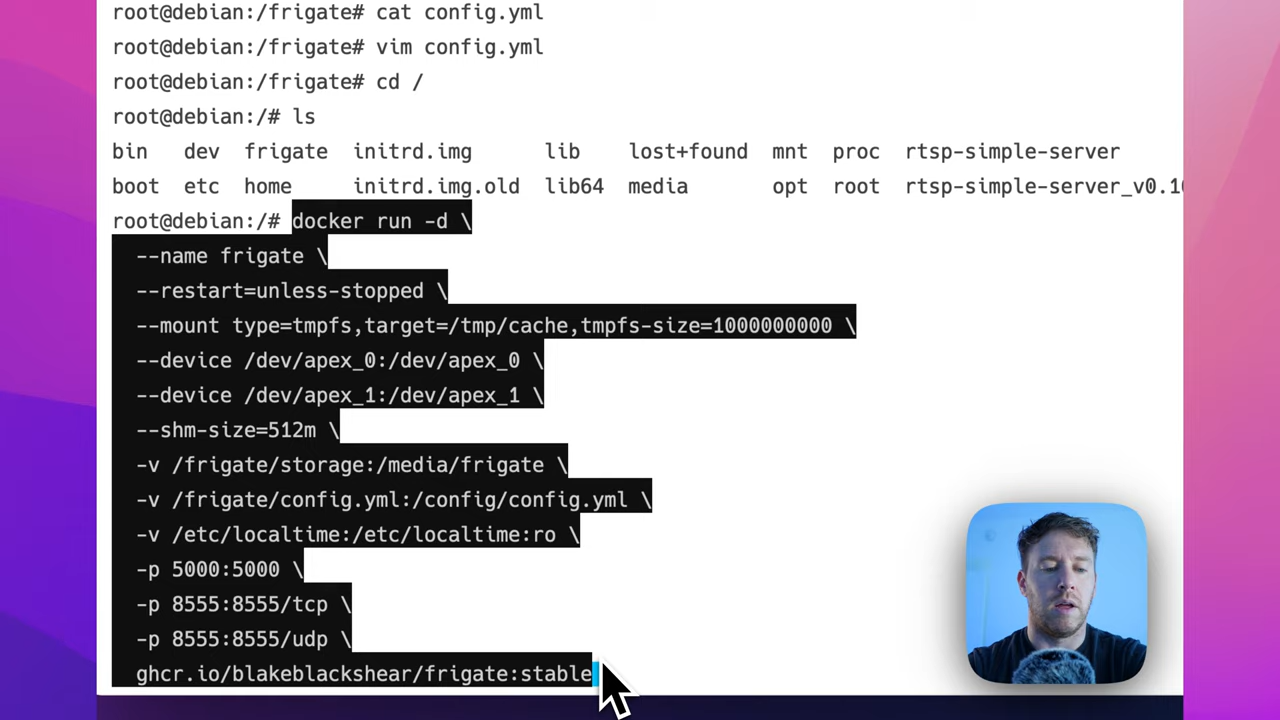 root@debian:/frigate# cat config.yml
root@debian:/frigate# vim config.yml
root@debian:/frigate# cd /
root@debian:/# ls
bin dev frigate initrd.img lib lost+found mnt proc rtsp-simple-server
boot etc home initrd.img.old lib64 media opt root rtsp-simple-server_v0.1
root@debian:/# docker run -d \
--name frigate \
--restart=unless-stopped \
--mount type=tmpfs,target=/tmp/cache,tmpfs-size=1000000000 \
--device /dev/apex_0:/dev/apex_0 \
--device /dev/apex_1:/dev/apex_1 \
--shm-size=512m \
-v /frigate/storage:/media/frigate \
-v /frigate/config.yml:/config/config.yml \
-v /etc/localtime:/etc/localtime:ro \
-p 5000:5000 \
-p 8555:8555/tcp \
-p 8555:8555/udp \
ghcr.io/blakeblackshear/frigate:stable